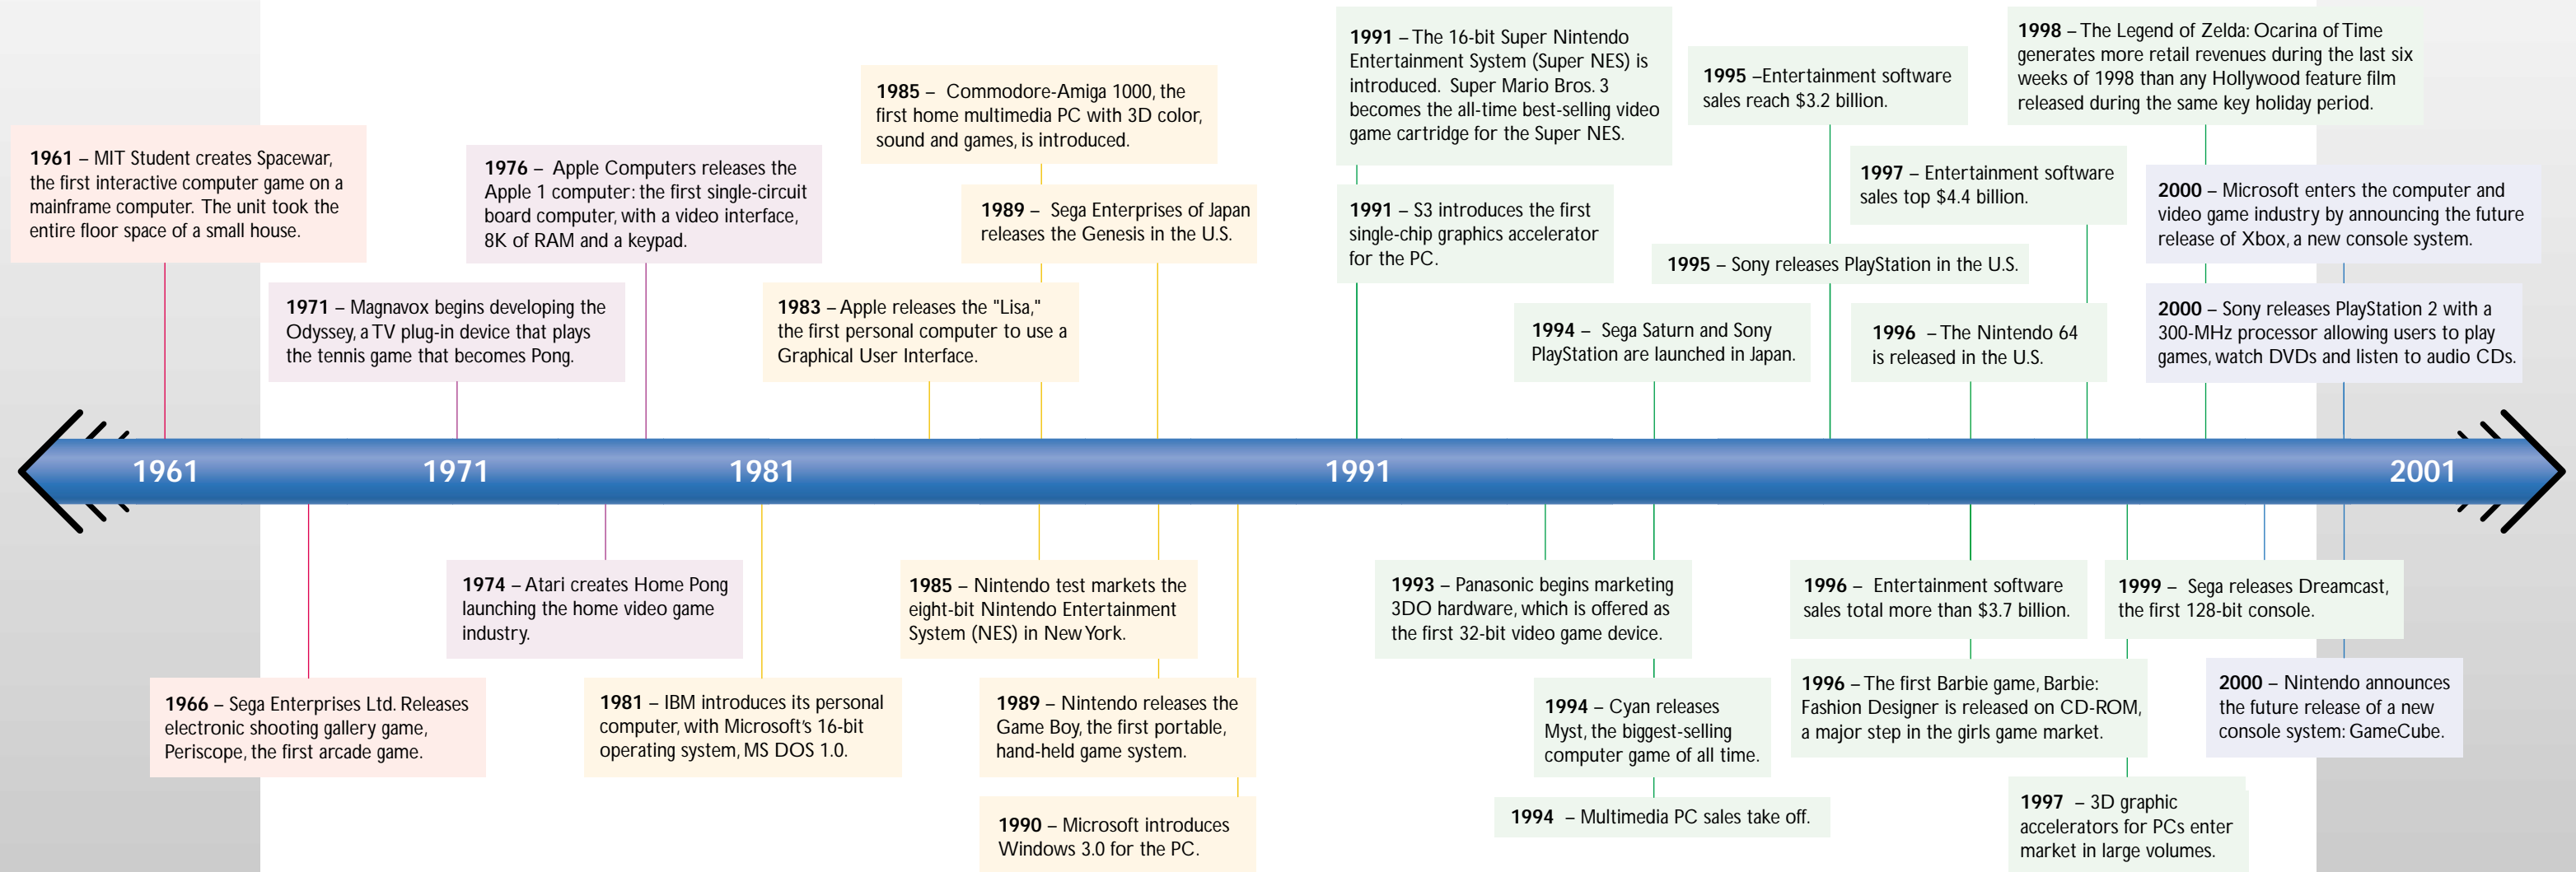 1961 – MIT Student creates Spacewar,
the first interactive computer game on a
mainframe computer.  The unit took the
entire floor space of a small house.
1971 – Magnavox begins developing the
Odyssey, a TV plug-in device that plays
the tennis game that becomes Pong.
1976 –  Apple Computers releases the
Apple 1 computer: the first single-circuit
board computer, with a video interface,
8K of RAM and a keypad.
1985 –  Commodore-Amiga 1000, the
first home multimedia PC with 3D color,
sound and games, is introduced.
1989 –  Sega Enterprises of Japan
releases the Genesis in the U.S.
1983 – Apple releases the "Lisa,"
the first personal computer to use a
Graphical User Interface.
1991 – The 16-bit Super Nintendo
Entertainment System (Super NES) is
introduced.  Super Mario Bros. 3
becomes the all-time best-selling video
game cartridge for the Super NES.
1991 – S3 introduces the first
single-chip graphics accelerator
for the PC.
1995 –Entertainment software
sales reach $3.2 billion.
1995 – Sony releases PlayStation in the U.S.
1994 –  Sega Saturn and Sony
PlayStation are launched in Japan.
1997 – Entertainment software
sales top $4.4 billion.
1996  – The Nintendo 64
is released in the U.S.
1998 – The Legend of Zelda: Ocarina of Time
generates more retail revenues during the last six
weeks of 1998 than any Hollywood feature film
released during the same key holiday period.
2000 – Microsoft enters the computer and
video game industry by announcing the future
release of Xbox, a new console system.
2000 – Sony releases PlayStation 2 with a
300-MHz processor allowing users to play
games, watch DVDs and listen to audio CDs.
1961
1971
1981
1991
2001
1966 – Sega Enterprises Ltd. Releases
electronic shooting gallery game,
Periscope, the first arcade game.
1974 – Atari creates Home Pong
launching the home video game
industry.
1981 – IBM introduces its personal
computer, with Microsoft's 16-bit
operating system, MS DOS 1.0.
1985 – Nintendo test markets the
eight-bit Nintendo Entertainment
System (NES) in New York.
1989 – Nintendo releases the
Game Boy, the first portable,
hand-held game system.
1990 – Microsoft introduces
Windows 3.0 for the PC.
1993 – Panasonic begins marketing
3DO hardware, which is offered as
the first 32-bit video game device.
1994 – Cyan releases
Myst, the biggest-selling
computer game of all time.
1994  – Multimedia PC sales take off.
1996 –  Entertainment software
sales total more than $3.7 billion.
1996 – The first Barbie game, Barbie:
Fashion Designer is released on CD-ROM,
a major step in the girls game market.
1999 –  Sega releases Dreamcast,
the first 128-bit console.
2000 – Nintendo announces
the future release of a new
console system: GameCube.
1997  – 3D graphic
accelerators for PCs enter
market in large volumes.